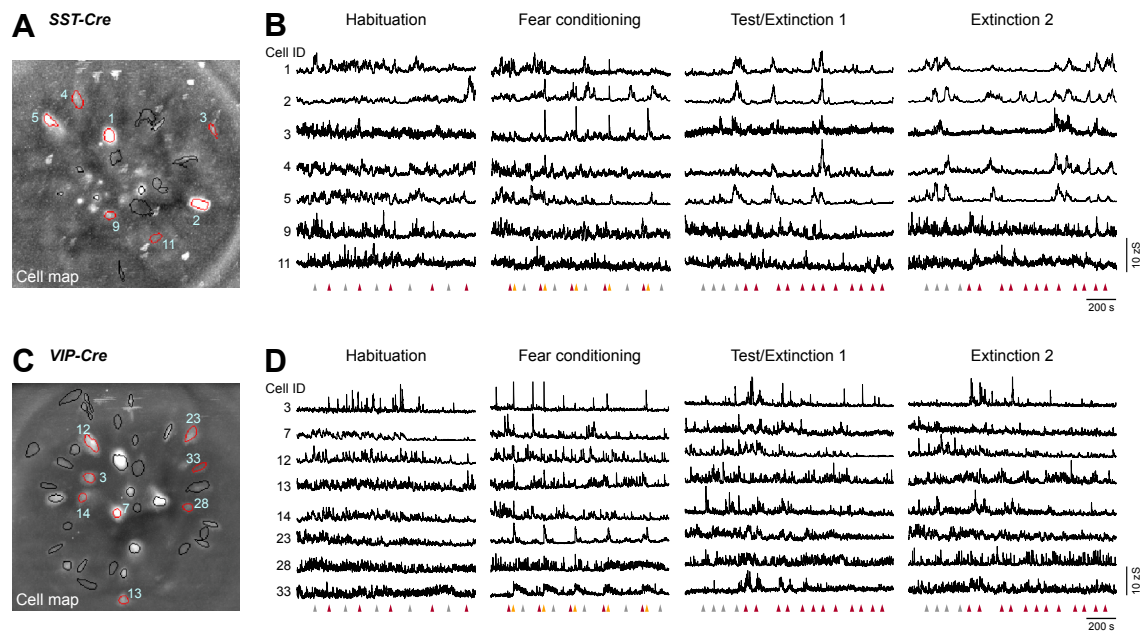 A SST-Cre
4
5
1
3
2
9
11
Cell map
B
Habituation Fear conditioning Test/Extinction 1 Extinction 2
Cell ID
1
2
3
4
5
9
11
10 zS
200 s
C VIP-Cre
23
12
33
3
14
7
28
13
Cell map
D
Habituation Fear conditioning Test/Extinction 1 Extinction 2
Cell ID
3
7
12
13
14
23
28
33
10 zS
200 s